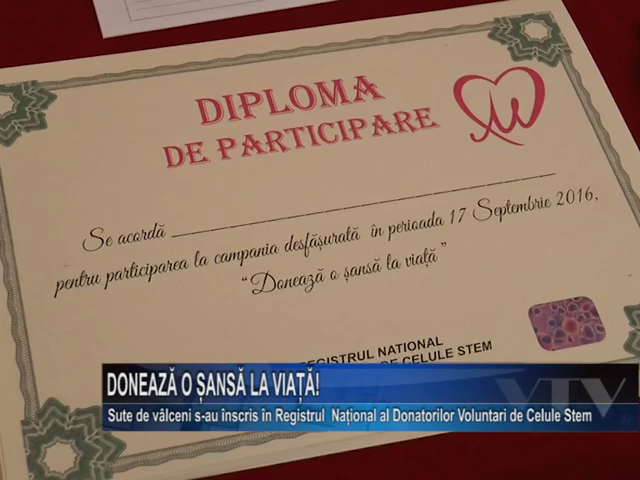 DIPLOMA
DE PARTICIPARE
Se acordă
pentru participarea la campania desfășurată în perioada 17 Septembrie 2016,
"Donează o șansă la viață"
REGISTRUL NATIONAL
DE CELULE STEM
DONEAZĂ O ȘANSĂ LA VIAȚĂ!
Sute de vâlceni s-au înscris în Registrul Național al Donatorilor Voluntari de Celule Stem
VTV